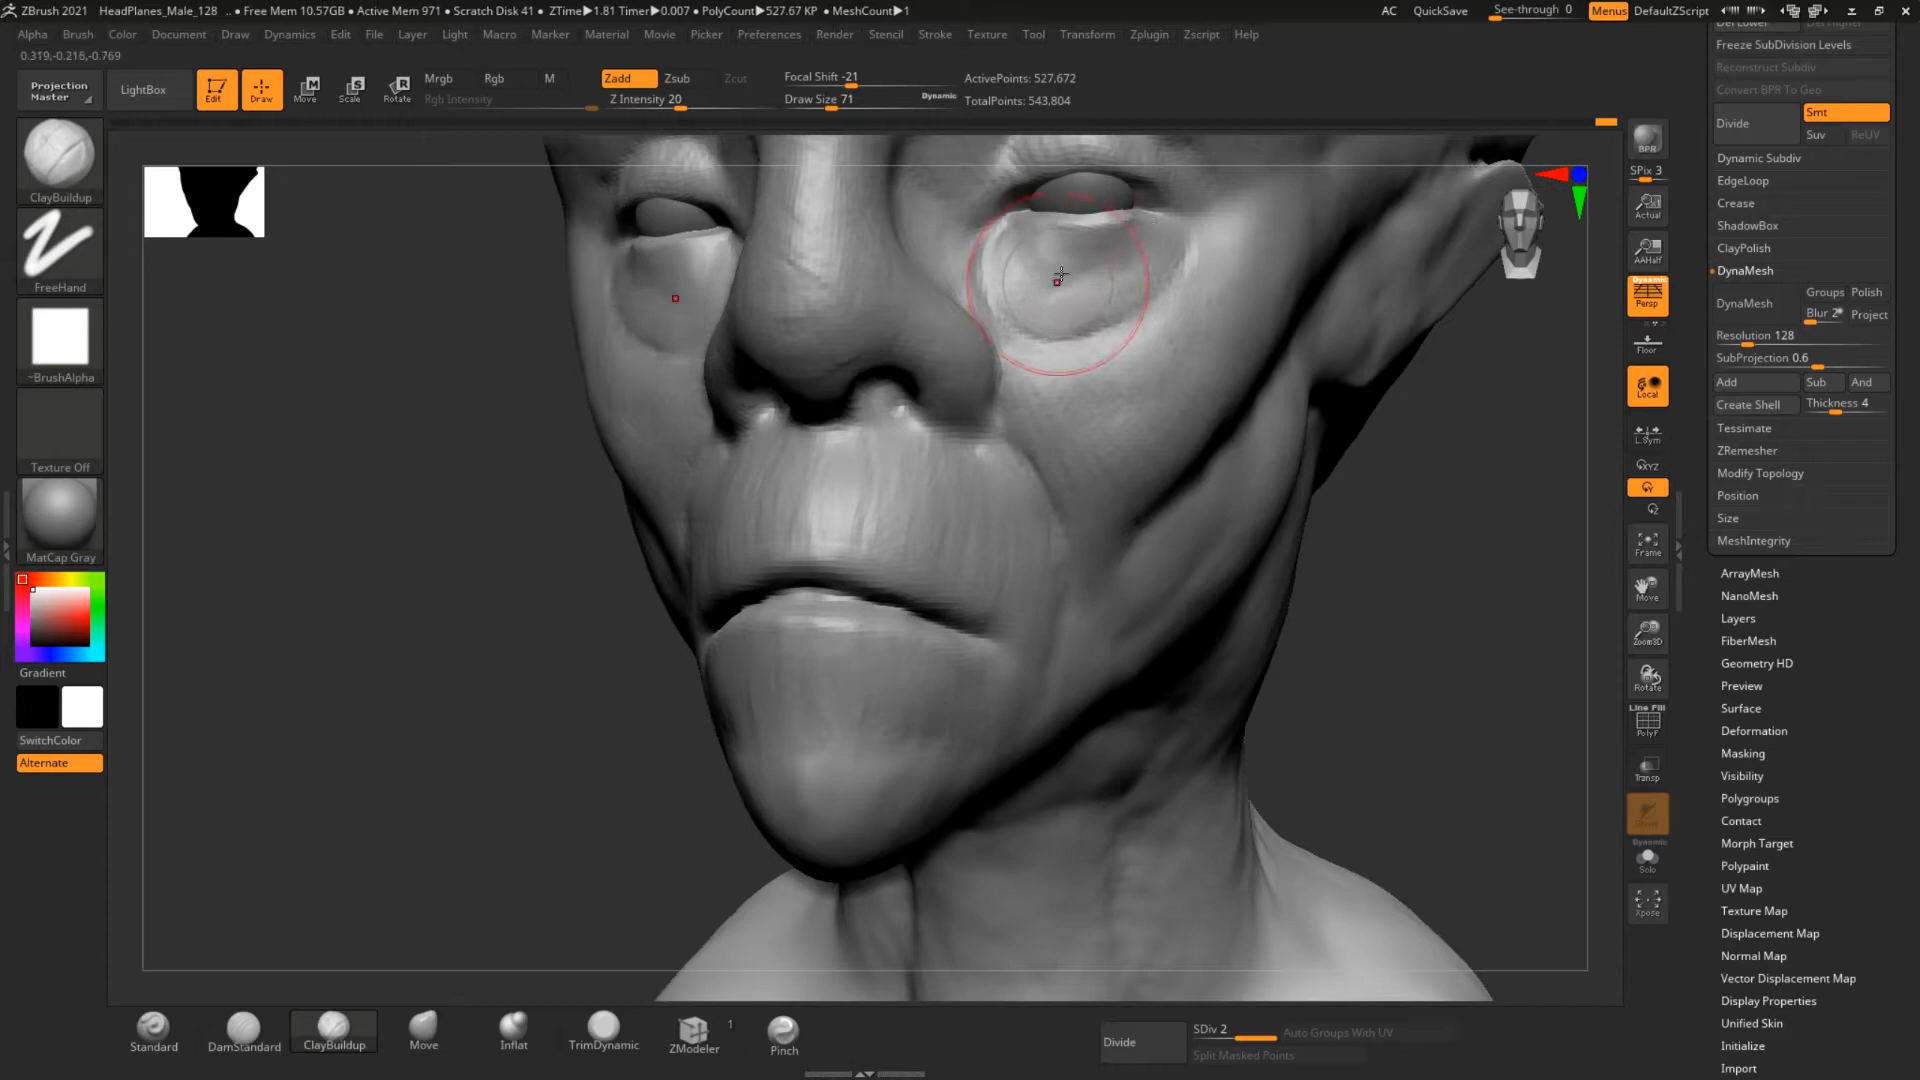 ZBrush 2021 HeadPlanes_Male_128 .. • Free Mem 10.57GB • Active Mem 971 • Scratch Disk 41 • ZTime▶1.81 Timer▶0.007 • PolyCount▶527.67 KP • MeshCount▶1 AC QuickSave See-through 0 Menus DefaultZScript
Alpha Brush Color Document Draw Dynamics Edit File Layer Light Macro Marker Material Movie Picker Preferences Render Stencil Stroke Texture Tool Transform Zplugin Zscript Help
0.319,-0.216,-0.769
Projection Master
LightBox
Edit
Draw
Move
Scale
Rotate
Mrgb Rgb M
Rgb Intensity
Zadd Zsub Zcut
Z Intensity 20
Focal Shift -21
Draw Size 71
Dynamic
ActivePoints: 527,672
TotalPoints: 543,804
ClayBuildup
FreeHand
~BrushAlpha
Texture Off
MatCap Gray
Gradient
SwitchColor
Alternate
BPR
SPix 3
Actual
AAHalf
Dynamic
Persp
Floor
Local
L.Sym
XYZ
Y
Z
Frame
Move
Zoom3D
Rotate
Line Fill
PolyF
Transp
Dynamic
Solo
Xpose
Freeze SubDivision Levels
Reconstruct Subdiv
Convert BPR To Geo
Divide
Smt
Suv ReUV
Dynamic Subdiv
EdgeLoop
Crease
ShadowBox
ClayPolish
DynaMesh
DynaMesh
Groups Polish
Blur 2 Project
Resolution 128
SubProjection 0.6
Add Sub And
Create Shell Thickness 4
Tessimate
ZRemesher
Modify Topology
Position
Size
MeshIntegrity
ArrayMesh
NanoMesh
Layers
FiberMesh
Geometry HD
Preview
Surface
Deformation
Masking
Visibility
Polygroups
Contact
Morph Target
Polypaint
UV Map
Texture Map
Displacement Map
Normal Map
Vector Displacement Map
Display Properties
Unified Skin
Initialize
Import
Standard
DamStandard
ClayBuildup
Move
Inflat
TrimDynamic
ZModeler
1
Pinch
Divide
SDiv 2
Auto Groups With UV
Split Masked Points